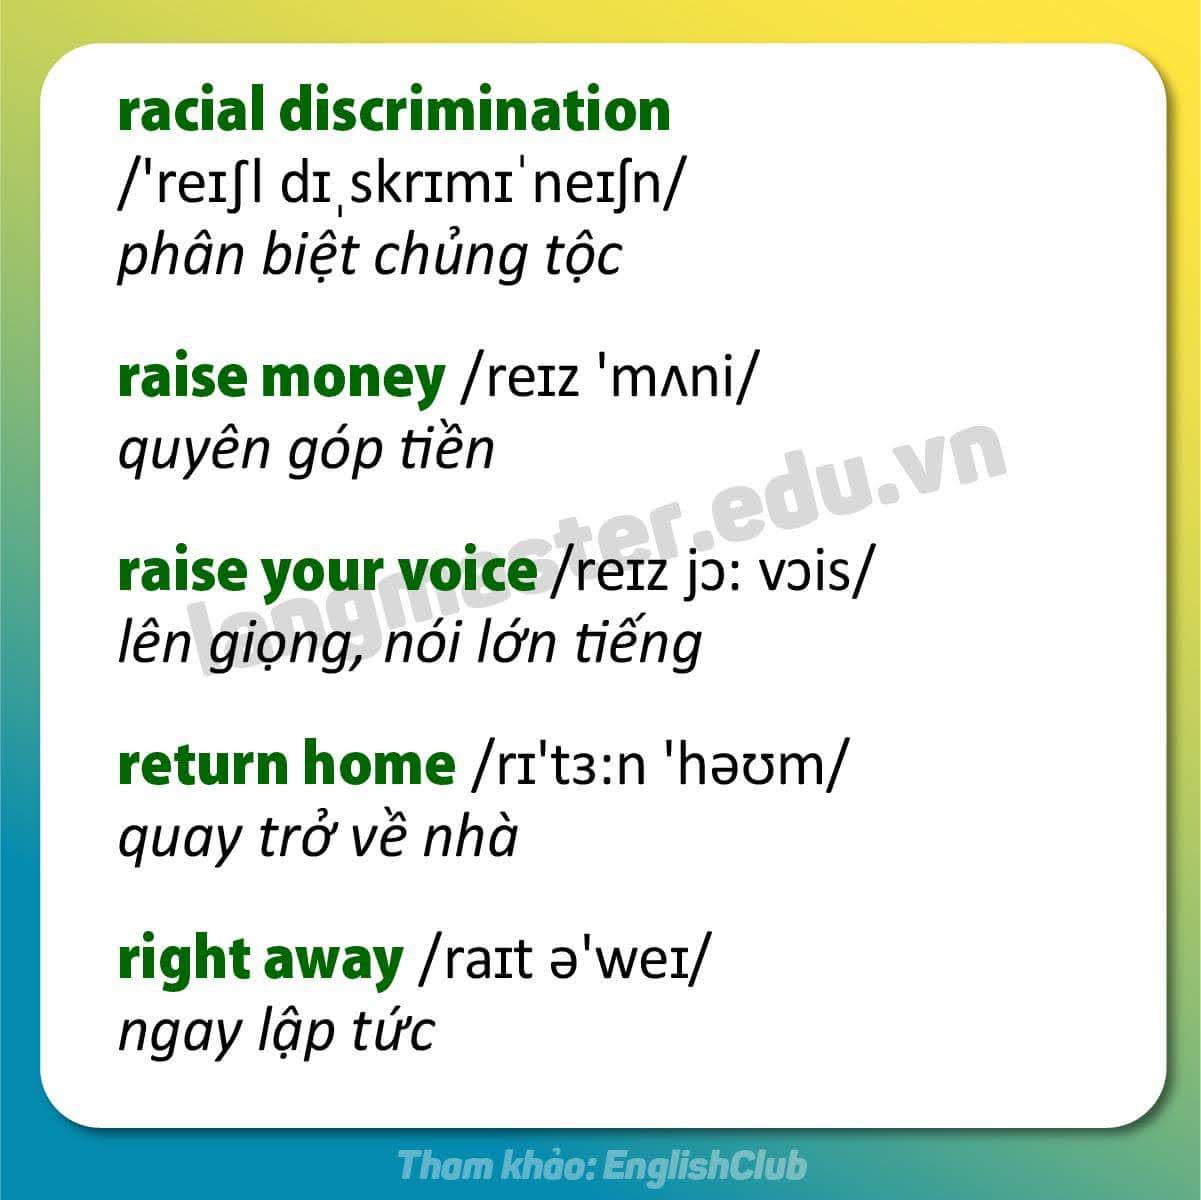 racial discrimination
/'reɪʃl dɪˌskrɪmɪˈneɪʃn/
phân biệt chủng tộc
raise money /reɪz 'mʌni/
quyên góp tiền
raise your voice /reɪz jɔ: vɔis/
lên giọng, nói lớn tiếng
return home /rɪ'tɜ:n 'həʊm/
quay trở về nhà
right away /raɪt ə'weɪ/
ngay lập tức
langmaster.edu.vn
Tham khảo: EnglishClub